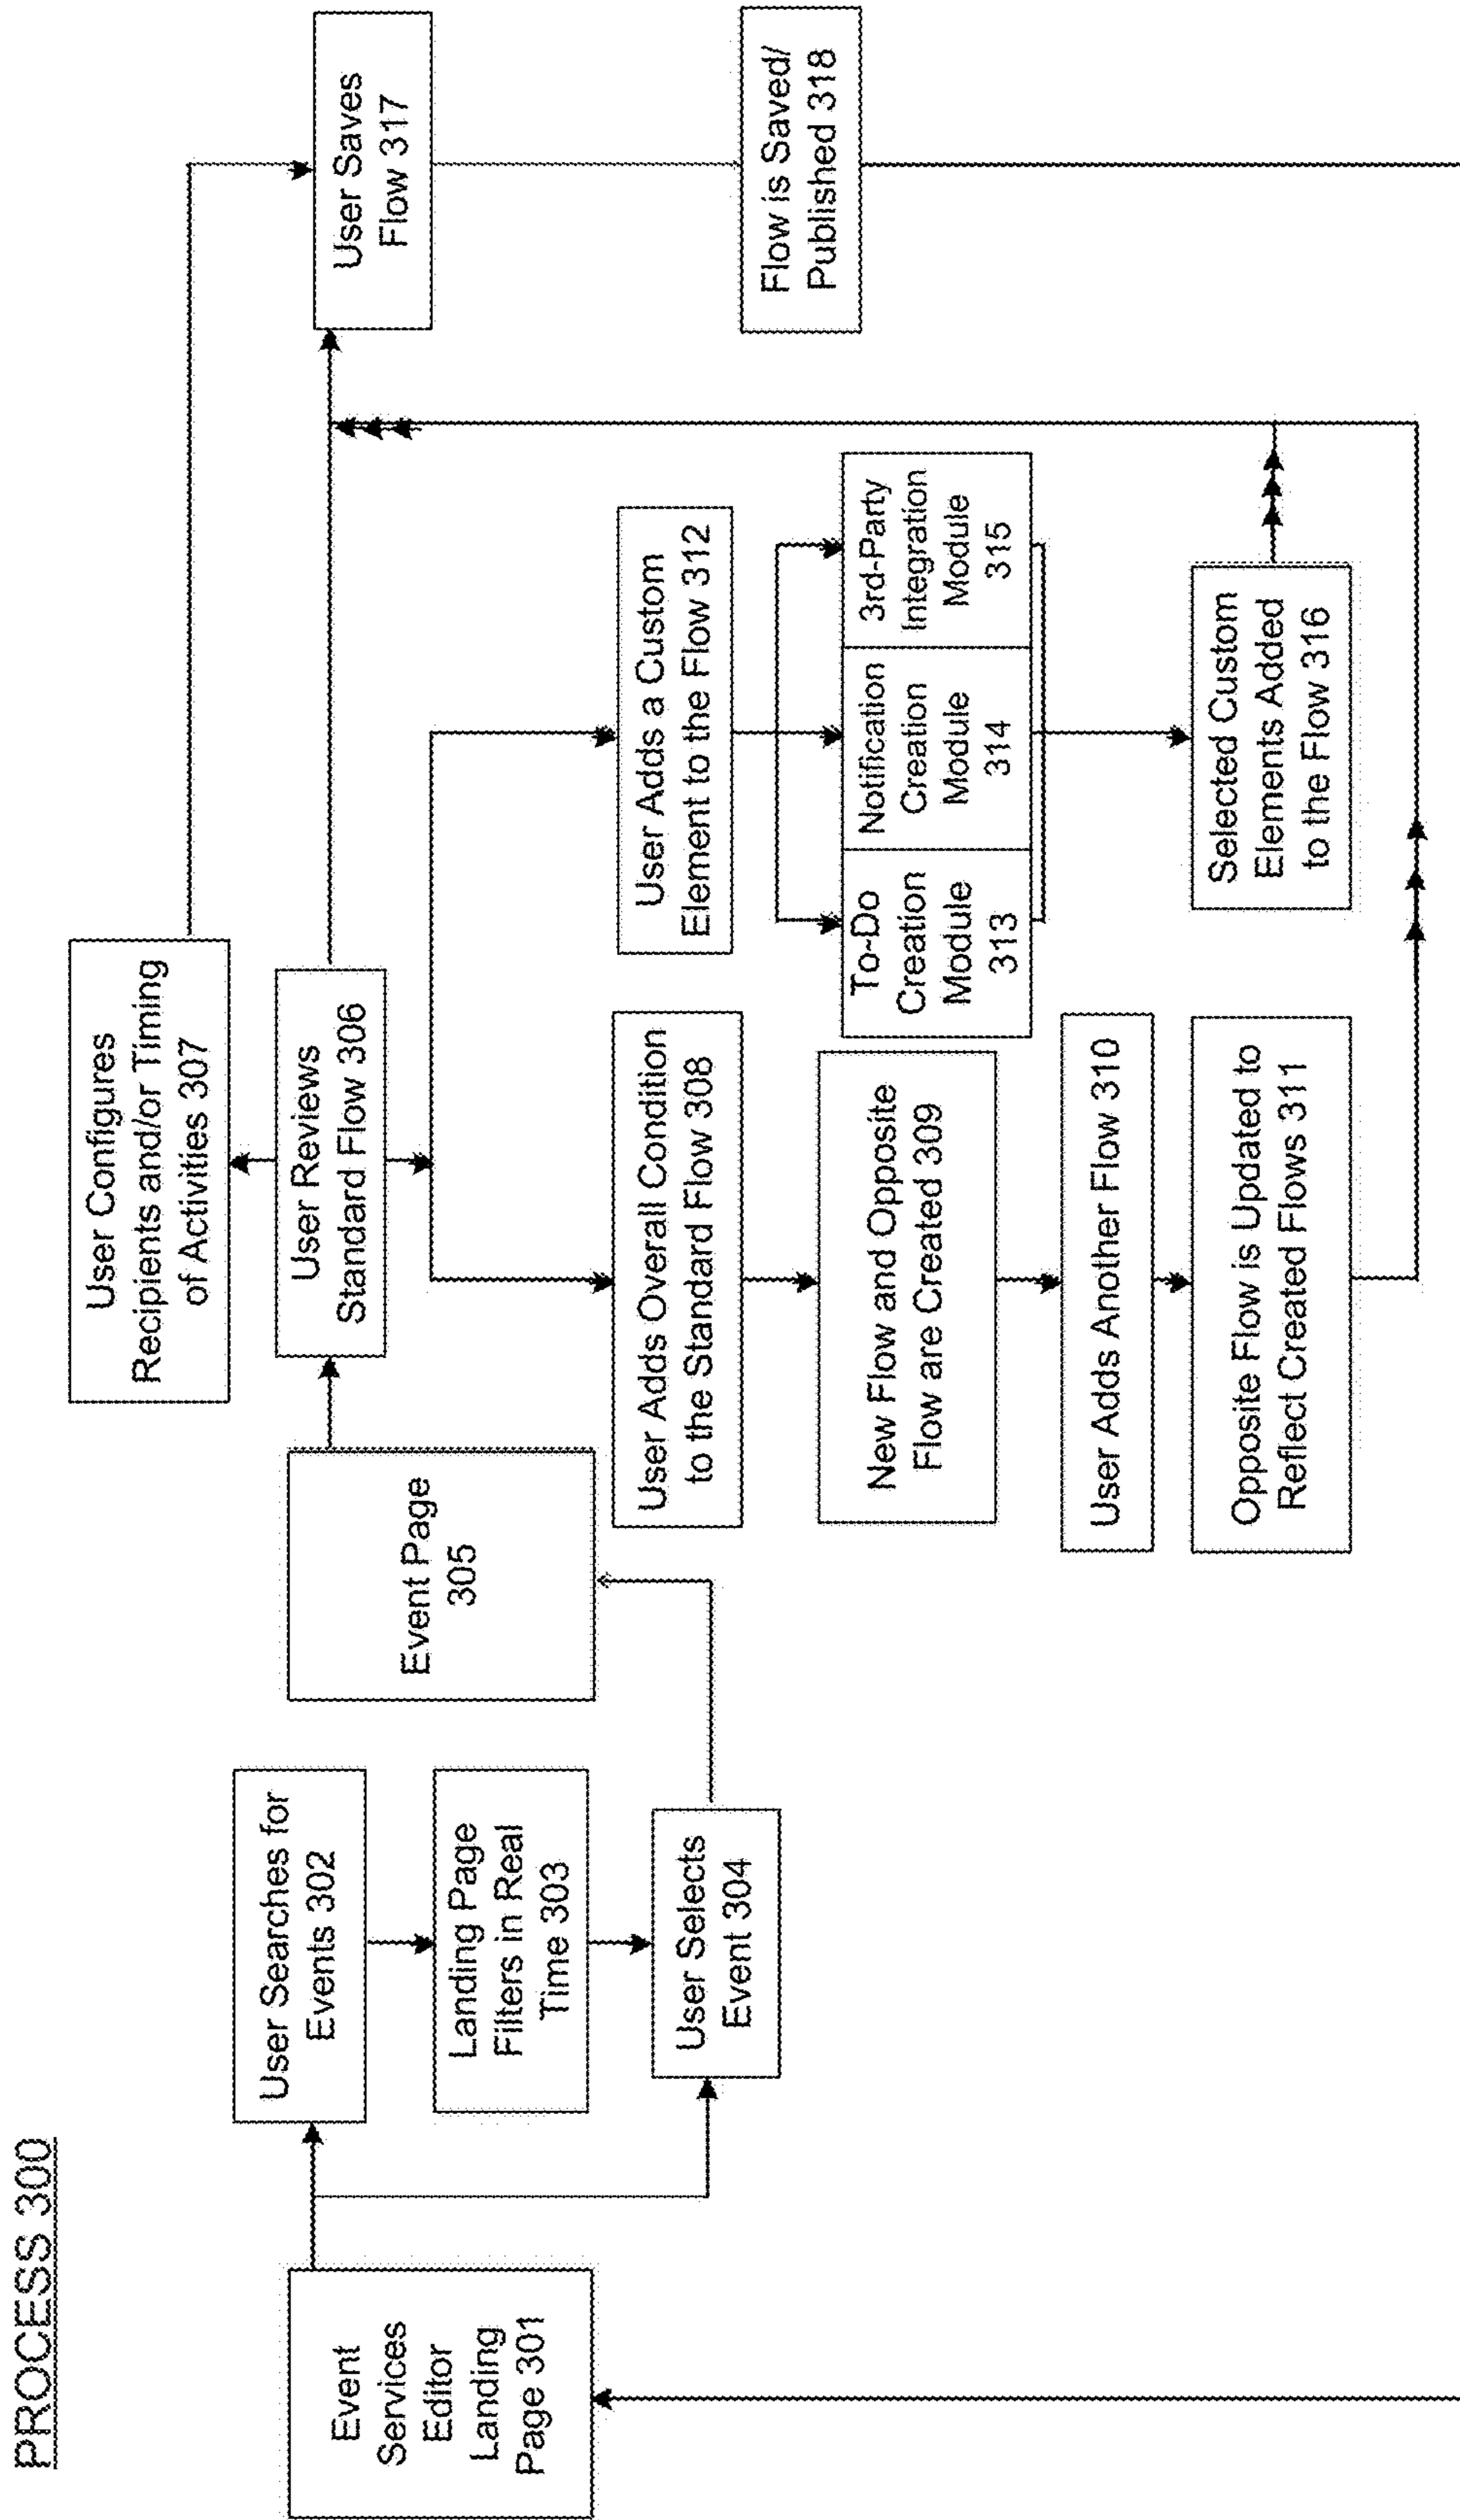 PROCESS 300
Event
Services
Editor
Landing
Page 301
User Searches for
Events 302
Landing Page
Filters in Real
Time 303
User Selects
Event 304
Event Page
305
User Configures
Recipients and/or Timing
of Activities 307
User Reviews
Standard Flow 306
User Adds Overall Condition
to the Standard Flow 308
New Flow and Opposite
Flow are Created 309
User Adds Another Flow 310
Opposite Flow is Updated to
Reflect Created Flows 311
User Adds a Custom
Element to the Flow 312
To-Do
Creation
Module
313
Notification
Creation
Module
314
3rd-Party
Integration
Module
315
Selected Custom
Elements Added
to the Flow 316
User Saves
Flow 317
Flow is Saved/
Published 318